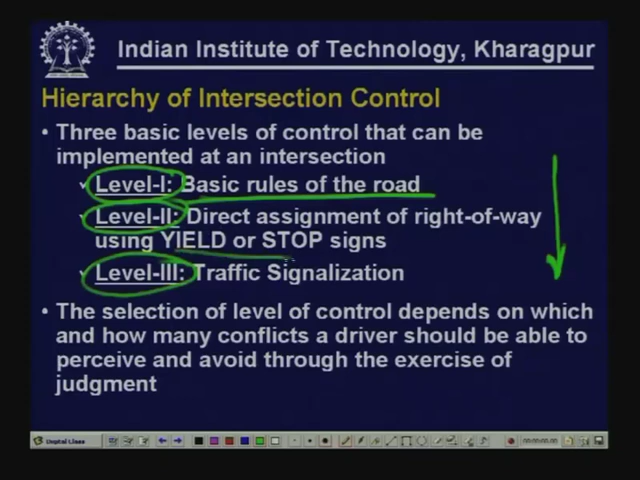 Indian Institute of Technology, Kharagpur
Hierarchy of Intersection Control
• Three basic levels of control that can be
implemented at an intersection
✓ Level-I: Basic rules of the road
✓ Level-II: Direct assignment of right-of-way
using YIELD or STOP signs
✓ Level-III: Traffic Signalization
• The selection of level of control depends on which
and how many conflicts a driver should be able to
perceive and avoid through the exercise of
judgment
Digital Class